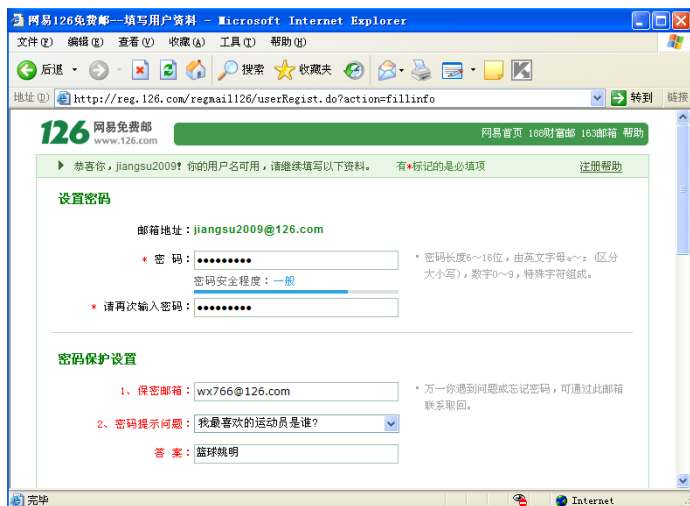 网易126免费邮--填写用户资料 - Microsoft Internet Explorer
文件(F) 编辑(E) 查看(V) 收藏(A) 工具(T) 帮助(H)
后退 搜索 收藏夹
地址(D) http://reg.126.com/regmail126/userRegist.do?action=fillinfo 转到 链接
126 网易免费邮 www.126.com 网易首页 188财富邮 163邮箱 帮助
恭喜你，jiangsu2009! 你的用户名可用，请继续填写以下资料。 有*标记的是必填项 注册帮助
设置密码
邮箱地址：jiangsu2009@126.com
* 密 码：●●●●●●●●● * 密码长度6～16位，由英文字母a～z（区分
大小写），数字0～9，特殊字符组成。
密码安全程度：一般
* 请再次输入密码：●●●●●●●●●
密码保护设置
1、保密邮箱：wx766@126.com * 万一你遇到问题或忘记密码，可通过此邮箱
联系取回。
2、密码提示问题：我最喜欢的运动员是谁?
答 案：篮球姚明
完毕 Internet